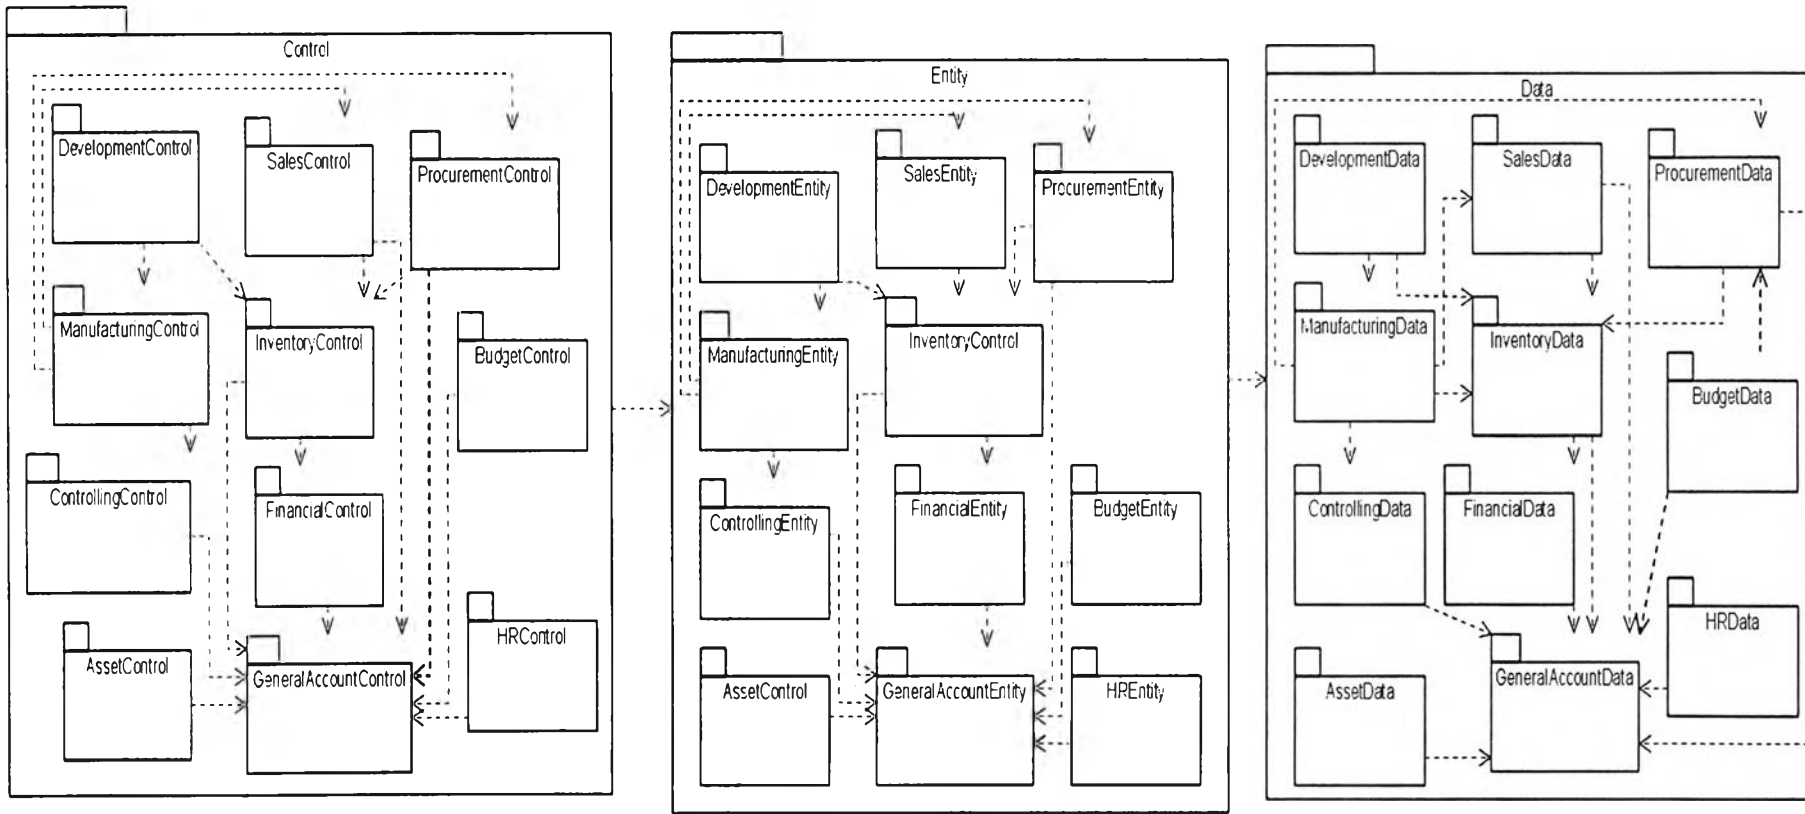 Control
DevelopmentControl
SalesControl
ProcurementControl
ManufacturingControl
InventoryControl
BudgetControl
ControllingControl
FinancialControl
HRControl
AssetControl
GeneralAccountControl
Entity
DevelopmentEntity
SalesEntity
ProcurementEntity
ManufacturingEntity
InventoryControl
ControllingEntity
FinancialEntity
BudgetEntity
AssetControl
GeneralAccountEntity
HREntity
Data
DevelopmentData
SalesData
ProcurementData
ManufacturingData
InventoryData
BudgetData
ControllingData
FinancialData
HRData
AssetData
GeneralAccountData